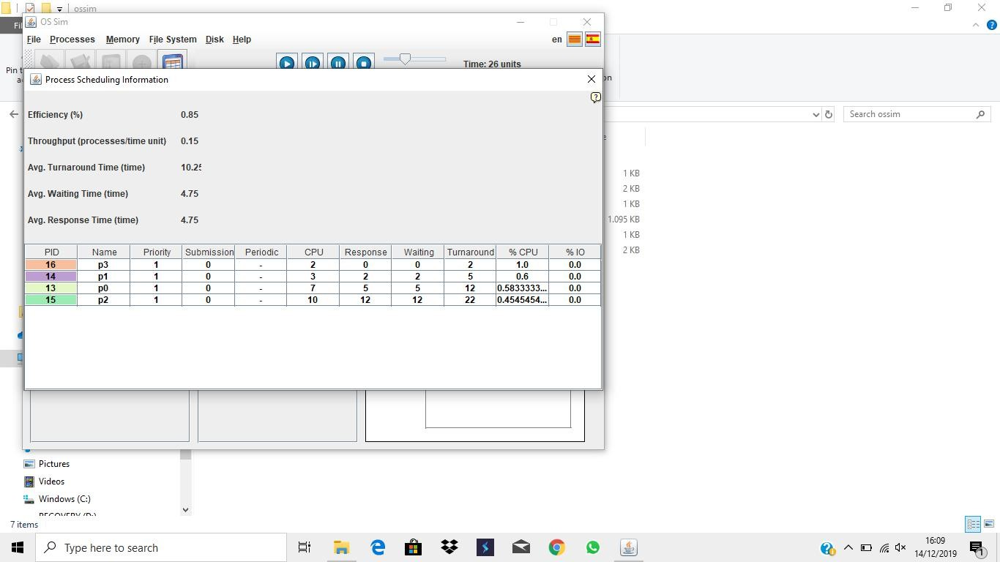 ossim
OS Sim
File Processes Memory File System Disk Help en
Time: 26 units
Process Scheduling Information
Efficiency (%) 0.85
Throughput (processes/time unit) 0.15
Avg. Turnaround Time (time) 10.25
Avg. Waiting Time (time) 4.75
Avg. Response Time (time) 4.75
PID Name Priority Submission Periodic CPU Response Waiting Turnaround % CPU % IO
16 p3 1 0 - 2 0 0 2 1.0 0.0
14 p1 1 0 - 3 2 2 5 0.6 0.0
13 p0 1 0 - 7 5 5 12 0.5833333... 0.0
15 p2 1 0 - 10 12 12 22 0.4545454... 0.0
Search ossim
1 KB
2 KB
1 KB
1.095 KB
1 KB
2 KB
Pictures
Videos
Windows (C:)
RECOVERY (D:)
7 items
Type here to search
16:09
14/12/2019
1